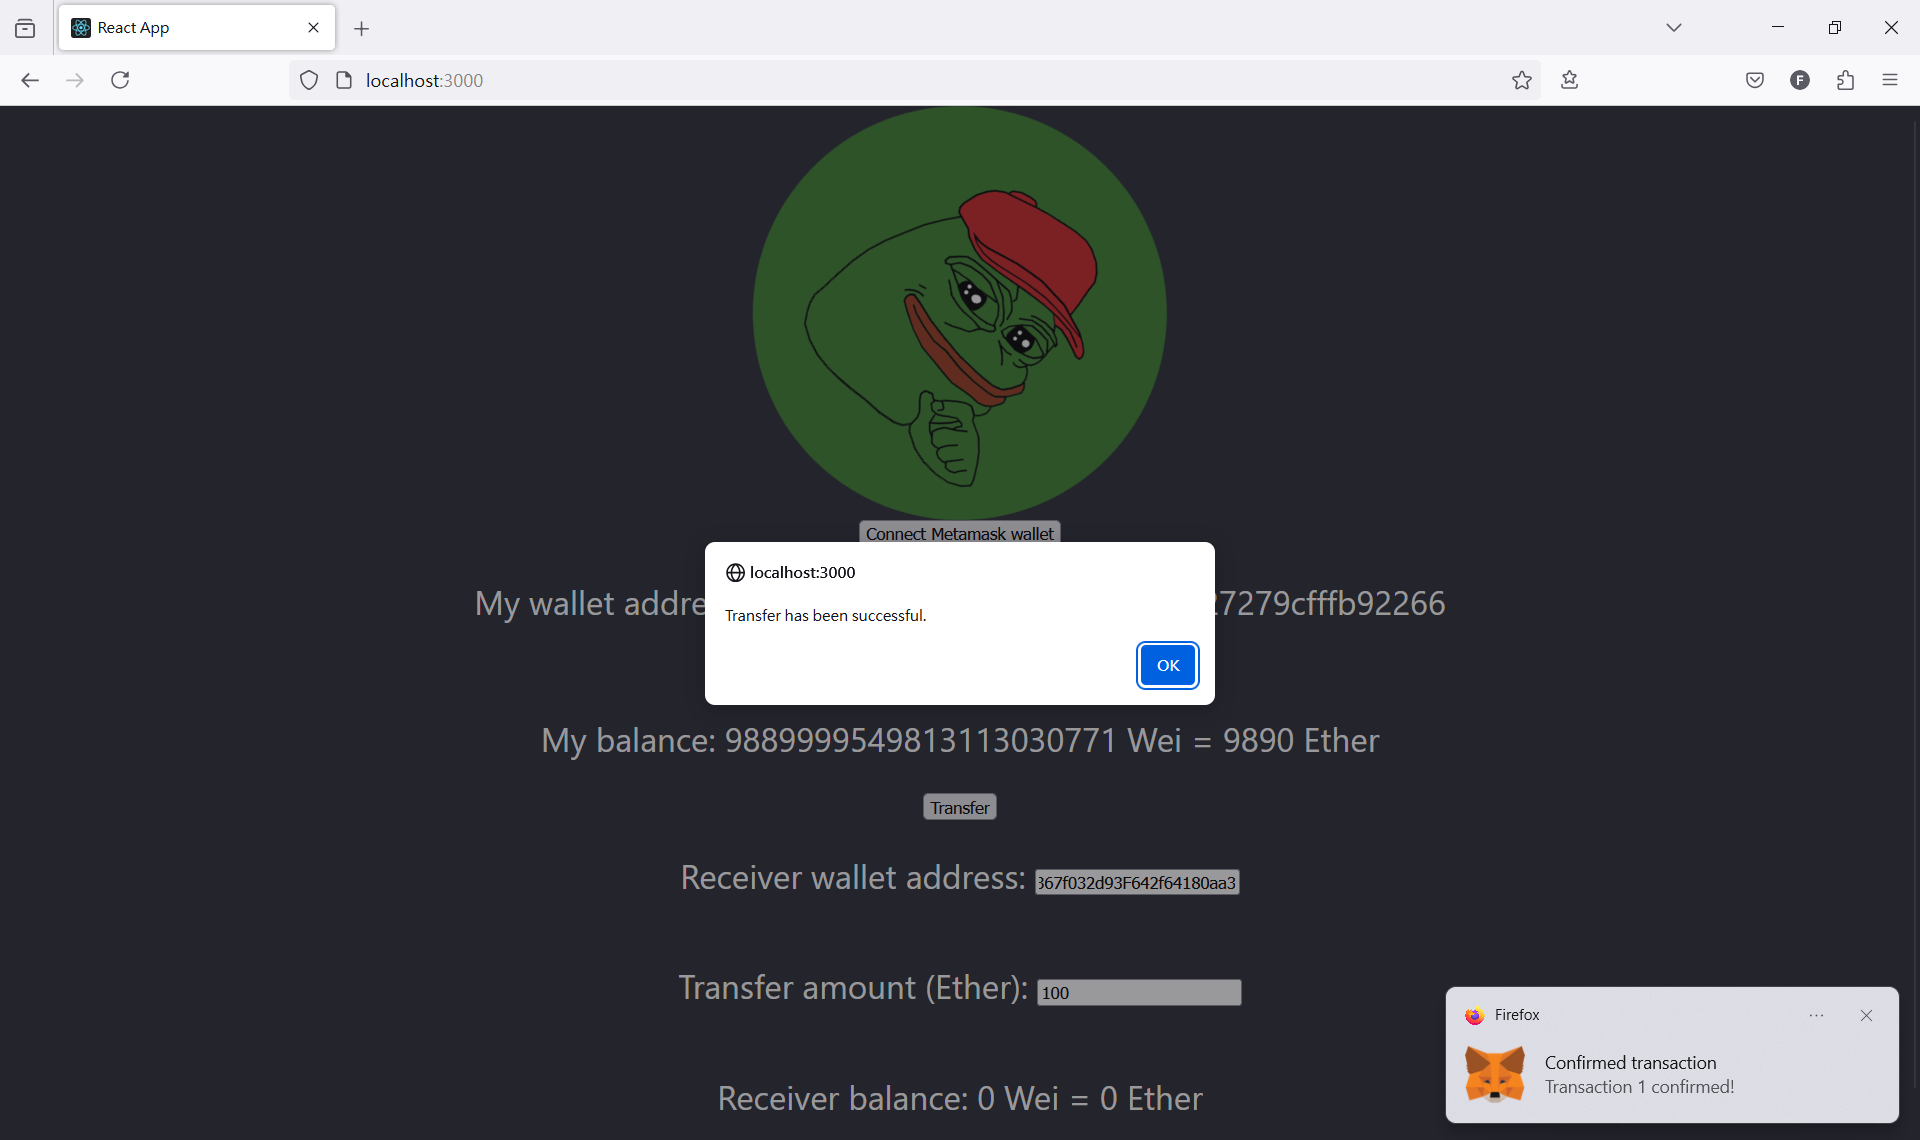 React App
localhost:3000
F
Connect Metamask wallet
localhost:3000
My wallet addre
27279cfffb92266
Transfer has been successful.
OK
My balance: 9889999549813113030771 Wei = 9890 Ether
Transfer
Receiver wallet address: 367f032d93F642f64180aa3
Transfer amount (Ether): 100
Receiver balance: 0 Wei = 0 Ether
Firefox
Confirmed transaction
Transaction 1 confirmed!